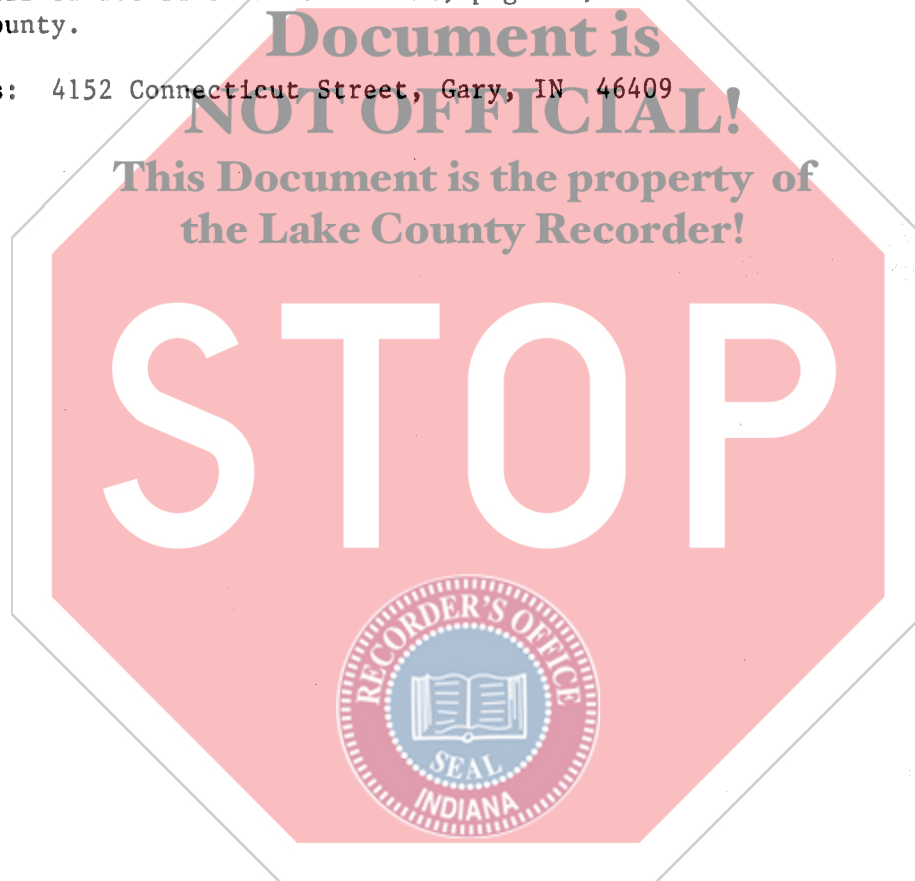 ounty.
Document is
s: 4152 Connecticut Street, Gary, IN 46409
NOT OFFICIAL!
This Document is the property of
the Lake County Recorder!
STOP
RECORDER'S OFFICE
SEAL
INDIANA